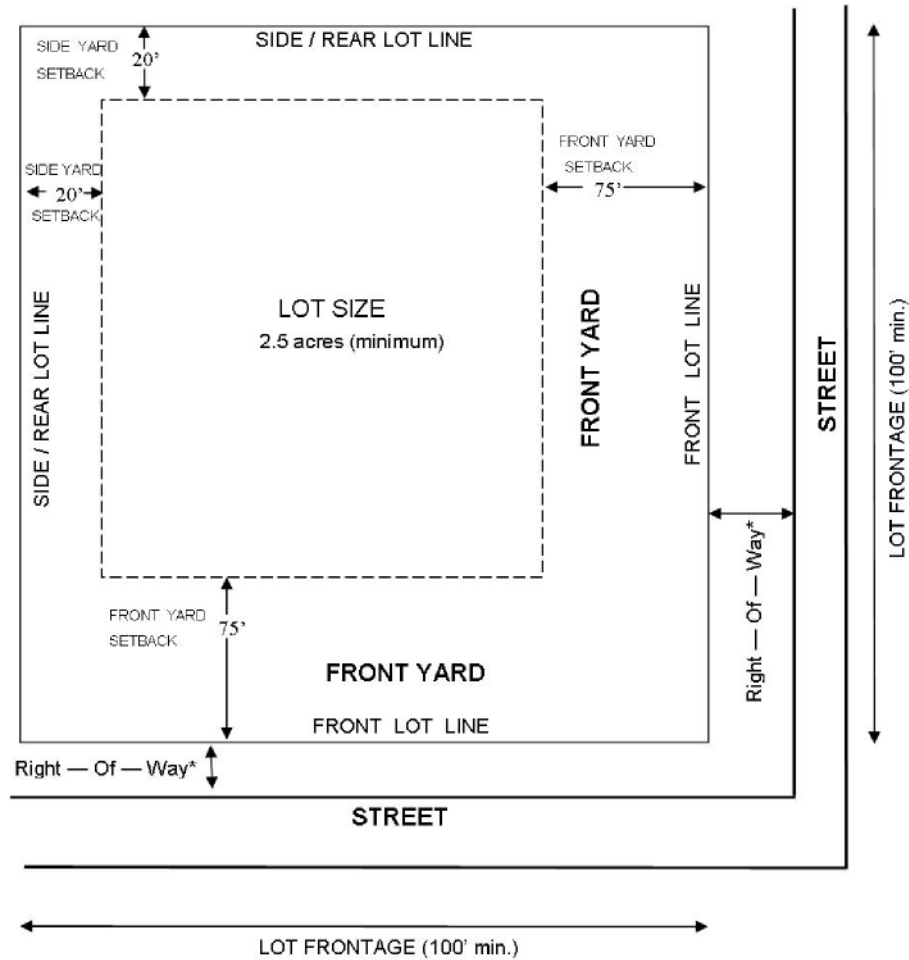 SIDE / REAR LOT LINE
SIDE YARD
20’
SETBACK
FRONT YARD
SETBACK
75’
SIDE YARD
20’
SETBACK
LOT SIZE
2.5 acres (minimum)
SIDE / REAR LOT LINE
FRONT YARD
FRONT LOT LINE
STREET
LOT FRONTAGE (100’ min.)
Right — Of — Way*
FRONT YARD
75’
SETBACK
FRONT YARD
FRONT LOT LINE
Right — Of — Way*
STREET
LOT FRONTAGE (100’ min.)